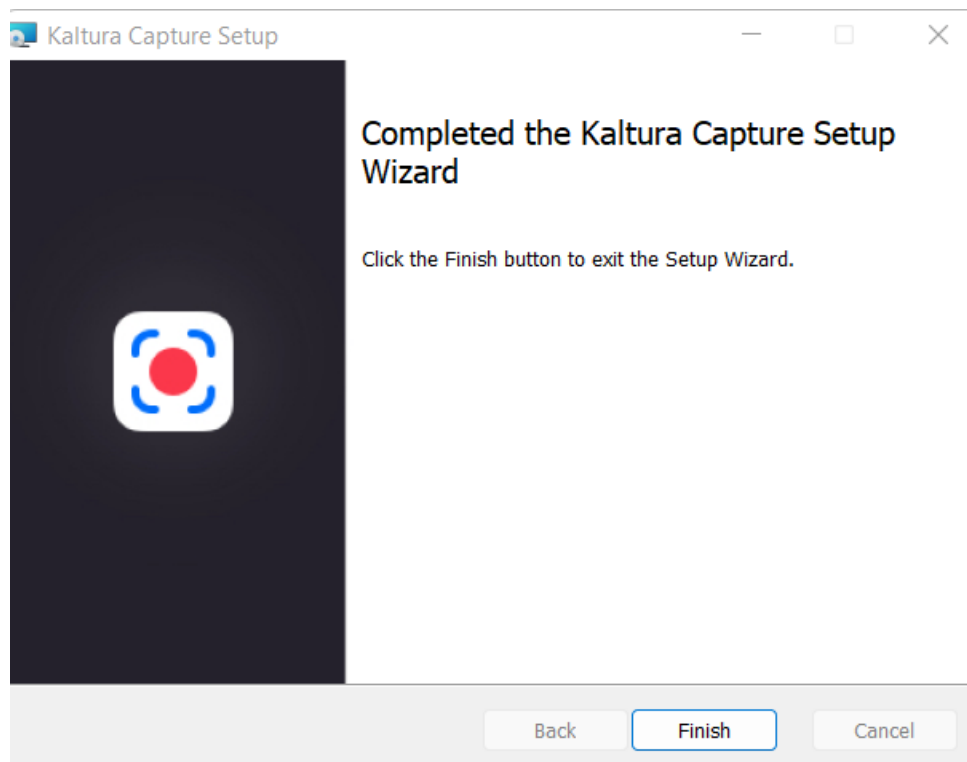 Kaltura Capture Setup
Completed the Kaltura Capture Setup
Wizard
Click the Finish button to exit the Setup Wizard.
Back
Finish
Cancel